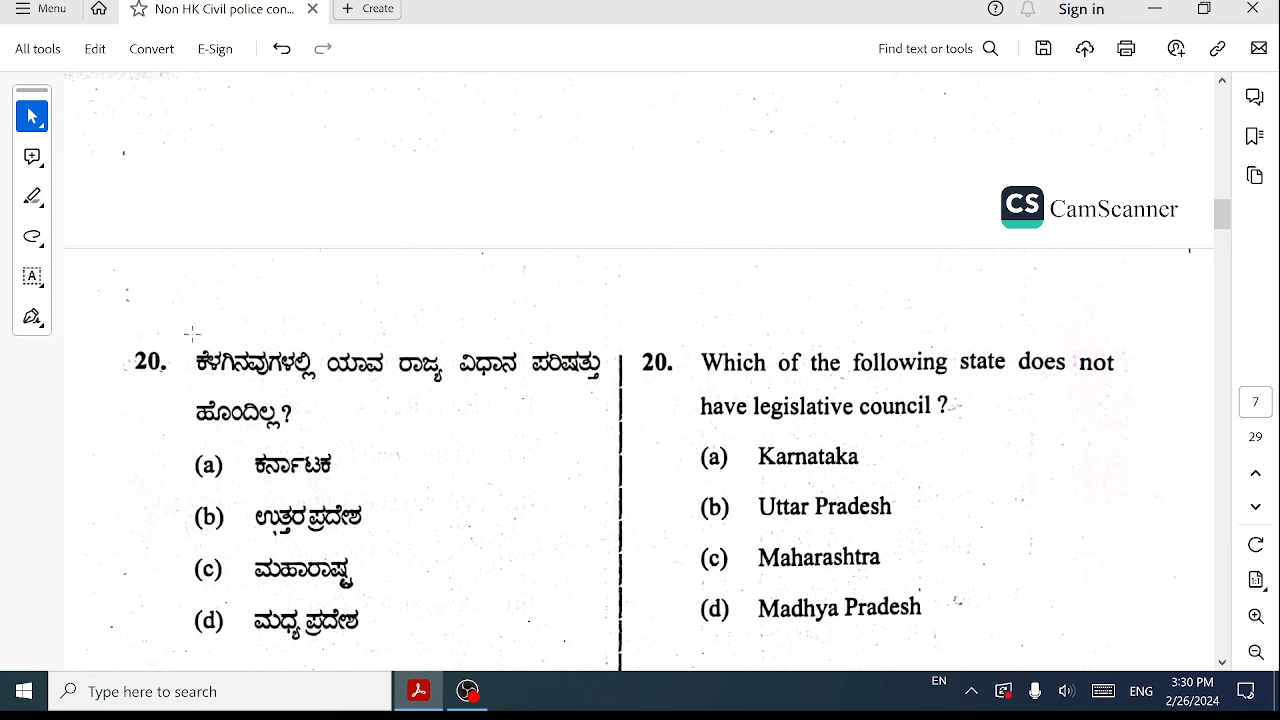 Menu
Non HK Civil police con...
Create
Sign in
All tools
Edit
Convert
E-Sign
Find text or tools
CS CamScanner
20. ಕೆಳಗಿನವುಗಳಲ್ಲಿ ಯಾವ ರಾಜ್ಯ ವಿಧಾನ ಪರಿಷತ್ತು
ಹೊಂದಿಲ್ಲ?
(a) ಕರ್ನಾಟಕ
(b) ಉತ್ತರ ಪ್ರದೇಶ
(c) ಮಹಾರಾಷ್ಟ್ರ
(d) ಮಧ್ಯ ಪ್ರದೇಶ
20. Which of the following state does not
have legislative council ?
(a) Karnataka
(b) Uttar Pradesh
(c) Maharashtra
(d) Madhya Pradesh
7
29
Type here to search
EN
ENG
3:30 PM
2/26/2024